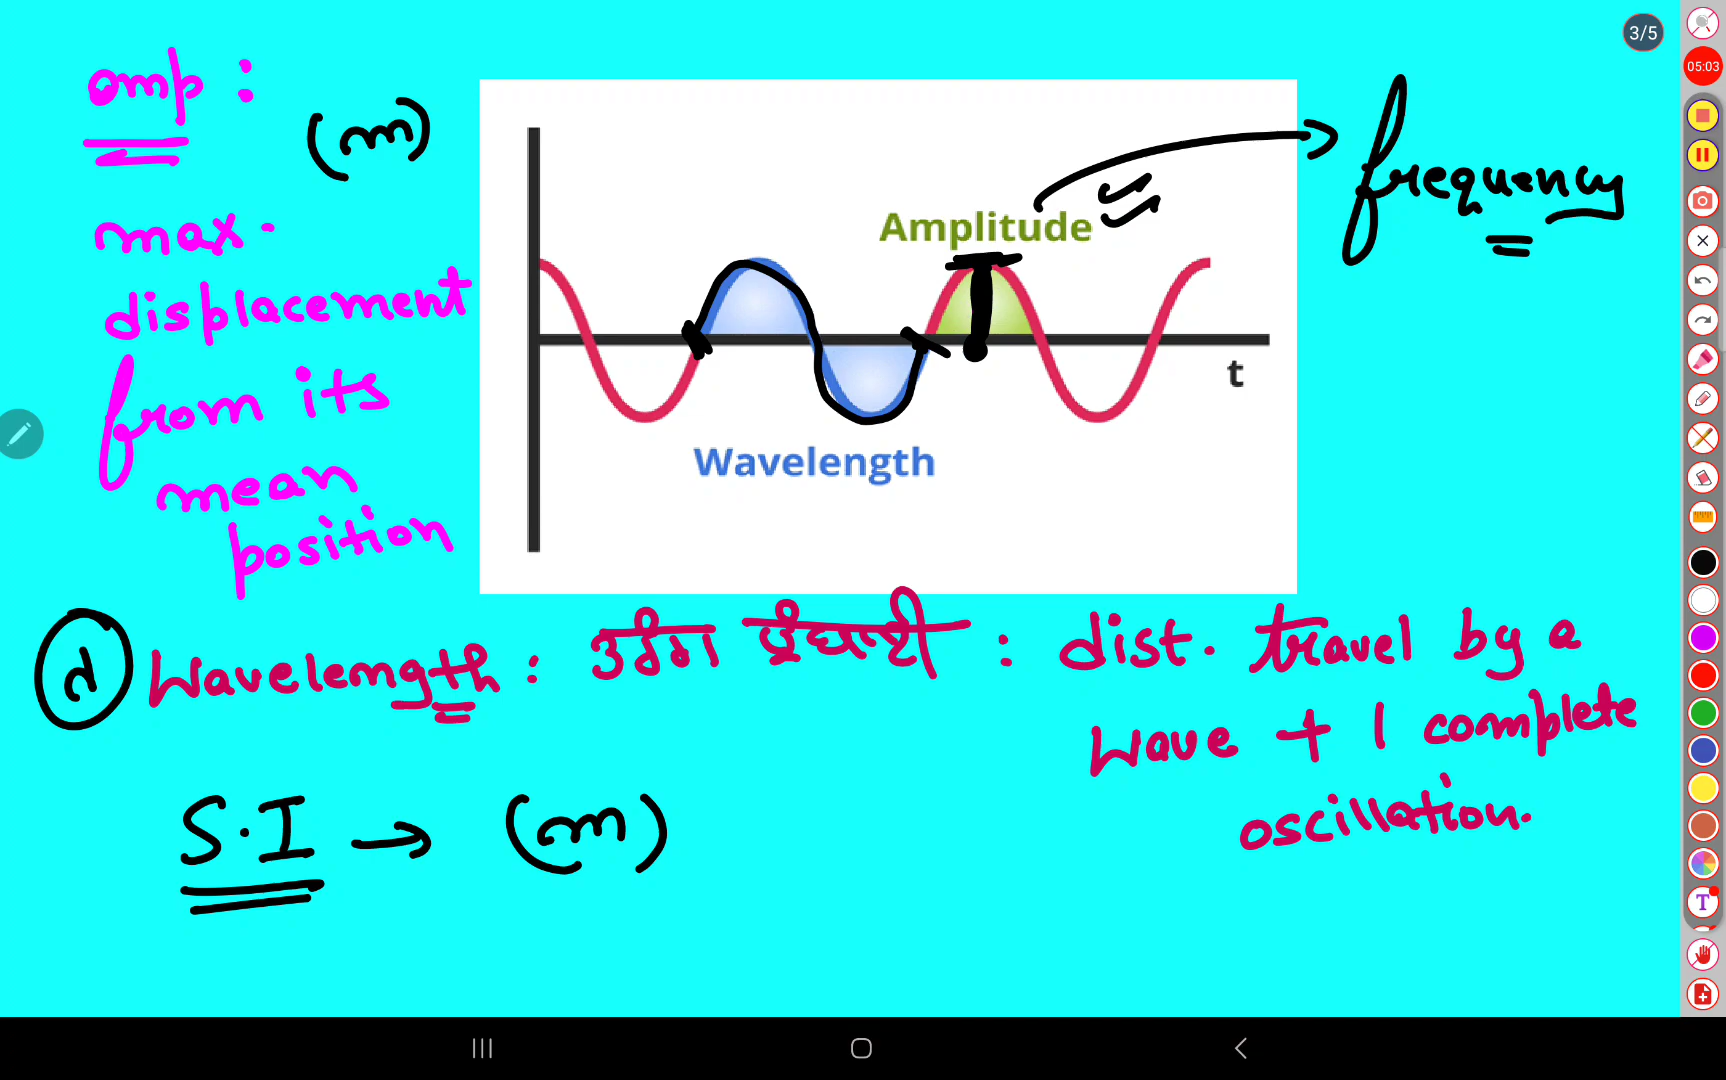 3/5
05:03
amp:
(m)
max.
displacement
from its
mean
position
Amplitude
frequency
t
Wavelength
λ Wavelength: तरंग दैर्घ्य : dist. travel by a
wave + 1 complete
oscillation.
S.I → (m)
T